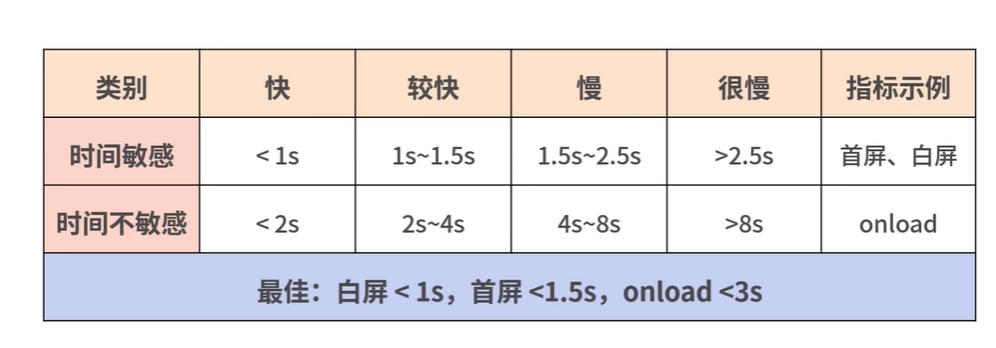 类别 快 较快 慢 很慢 指标示例
时间敏感 < 1s 1s~1.5s 1.5s~2.5s >2.5s 首屏、白屏
时间不敏感 < 2s 2s~4s 4s~8s >8s onload
最佳：白屏 < 1s，首屏 <1.5s，onload <3s